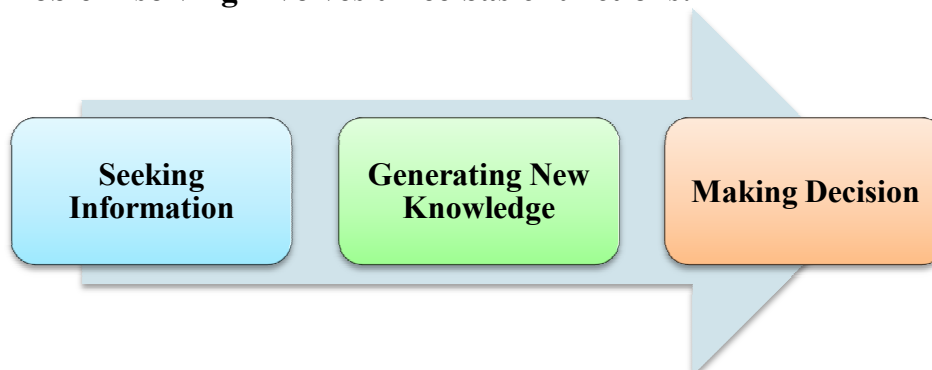 Seeking
Information
Generating New
Knowledge
Making Decision